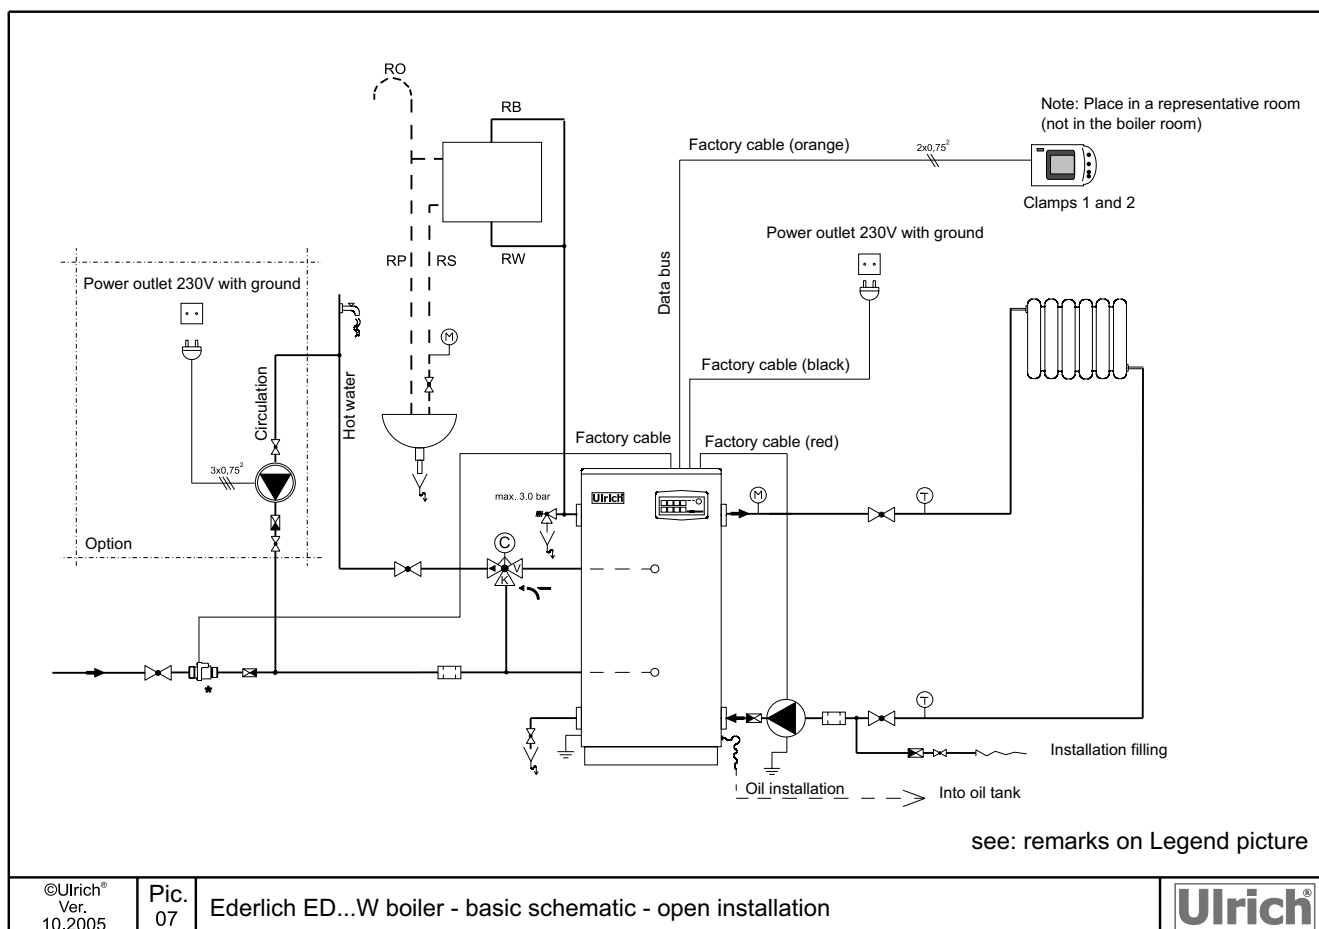 RO
RB
Note: Place in a representative room
(not in the boiler room)
Factory cable (orange)
2x0,75²
Clamps 1 and 2
Power outlet 230V with ground
RP
RS
RW
Data bus
Power outlet 230V with ground
M
Factory cable (black)
Circulation
Hot water
Factory cable
Factory cable (red)
3x0,75²
max. 3.0 bar
Ulrich
M
T
Option
C
V
K
*
T
Installation filling
Oil installation
Into oil tank
see: remarks on Legend picture
©Ulrich®
Ver.
10.2005
Pic.
07
Ederlich ED...W boiler - basic schematic - open installation
Ulrich®